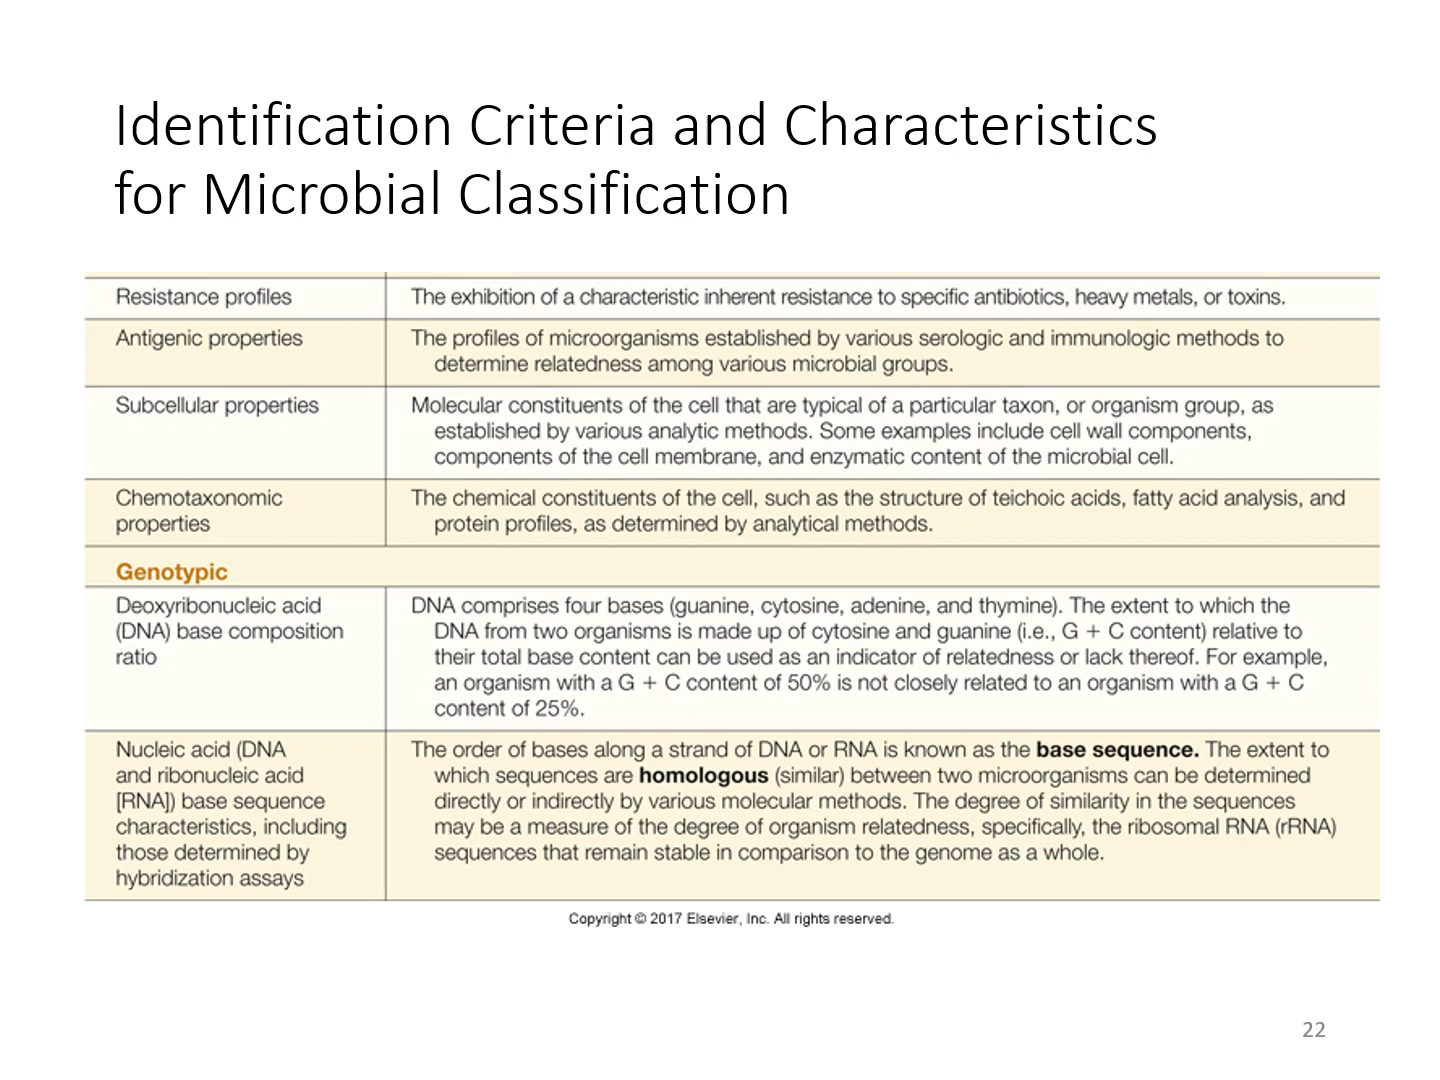 Identification Criteria and Characteristics
for Microbial Classification
Resistance profiles
The exhibition of a characteristic inherent resistance to specific antibiotics, heavy metals, or toxins.
Antigenic properties
The profiles of microorganisms established by various serologic and immunologic methods to
determine relatedness among various microbial groups.
Subcellular properties
Molecular constituents of the cell that are typical of a particular taxon, or organism group, as
established by various analytic methods. Some examples include cell wall components,
components of the cell membrane, and enzymatic content of the microbial cell.
Chemotaxonomic
properties
The chemical constituents of the cell, such as the structure of teichoic acids, fatty acid analysis, and
protein profiles, as determined by analytical methods.
Genotypic
Deoxyribonucleic acid
(DNA) base composition
ratio
DNA comprises four bases (guanine, cytosine, adenine, and thymine). The extent to which the
DNA from two organisms is made up of cytosine and guanine (i.e., G + C content) relative to
their total base content can be used as an indicator of relatedness or lack thereof. For example,
an organism with a G + C content of 50% is not closely related to an organism with a G + C
content of 25%.
Nucleic acid (DNA
and ribonucleic acid
[RNA]) base sequence
characteristics, including
those determined by
hybridization assays
The order of bases along a strand of DNA or RNA is known as the base sequence. The extent to
which sequences are homologous (similar) between two microorganisms can be determined
directly or indirectly by various molecular methods. The degree of similarity in the sequences
may be a measure of the degree of organism relatedness, specifically, the ribosomal RNA (rRNA)
sequences that remain stable in comparison to the genome as a whole.
Copyright © 2017 Elsevier, Inc. All rights reserved.
22